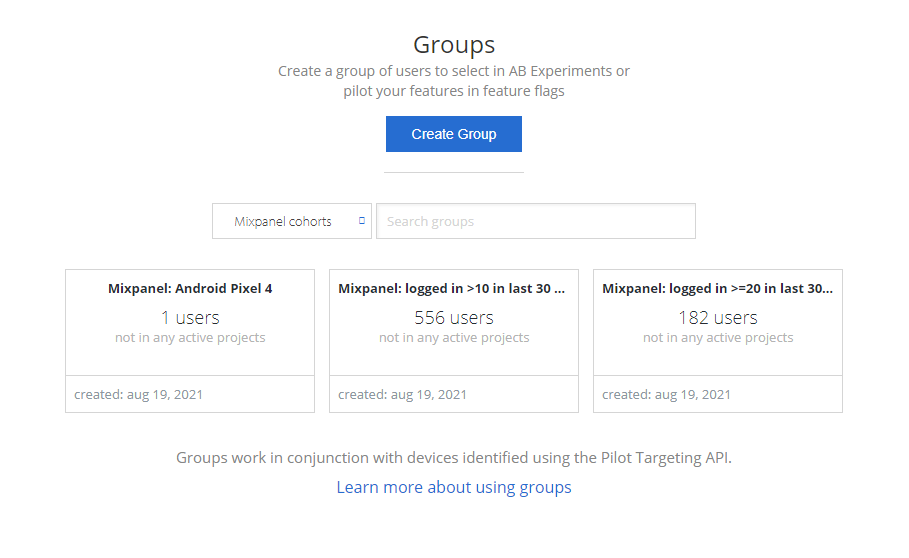 Groups
Create a group of users to select in AB Experiments or
pilot your features in feature flags
Create Group
Mixpanel cohorts
Search groups
Mixpanel: Android Pixel 4
1 users
not in any active projects
created: aug 19, 2021
Mixpanel: logged in >10 in last 30 ...
556 users
not in any active projects
created: aug 19, 2021
Mixpanel: logged in >=20 in last 30...
182 users
not in any active projects
created: aug 19, 2021
Groups work in conjunction with devices identified using the Pilot Targeting API.
Learn more about using groups